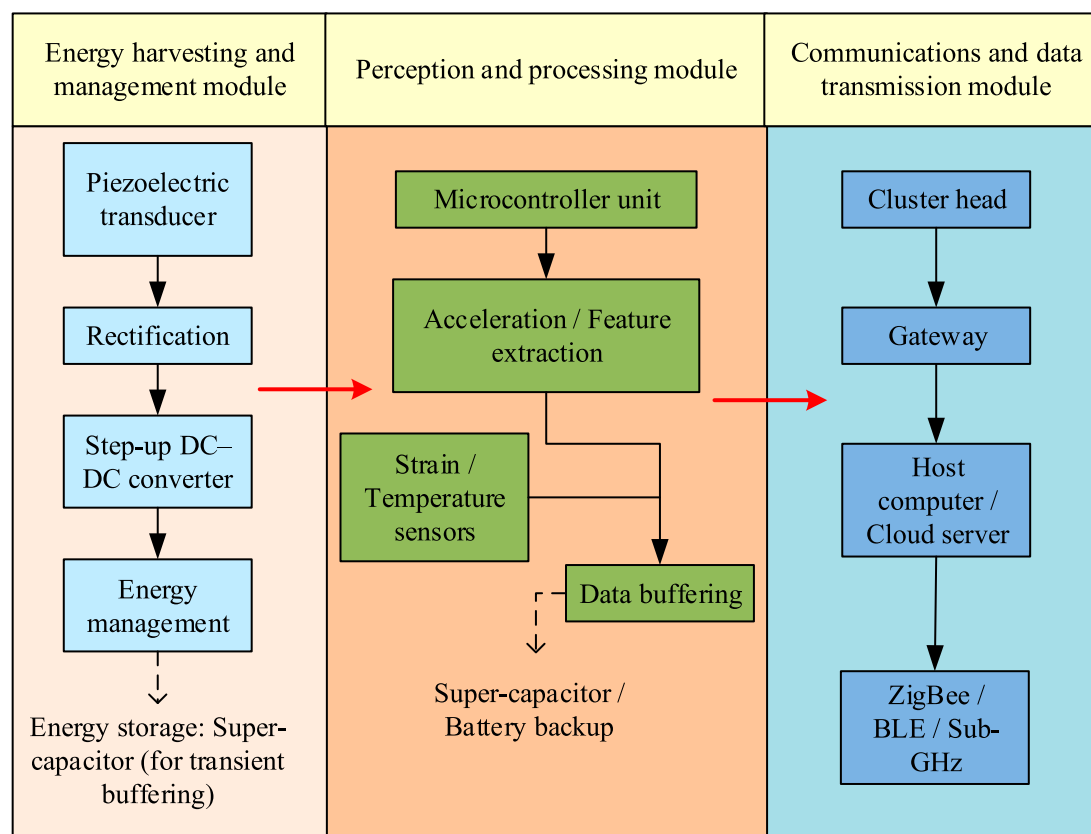 Energy harvesting and
management module
Perception and processing module
Communications and data
transmission module
Piezoelectric
transducer
Rectification
Step-up DC–
DC converter
Energy
management
Energy storage: Super-
capacitor (for transient
buffering)
Microcontroller unit
Acceleration / Feature
extraction
Strain /
Temperature
sensors
Data buffering
Super-capacitor /
Battery backup
Cluster head
Gateway
Host
computer /
Cloud server
ZigBee /
BLE / Sub-
GHz